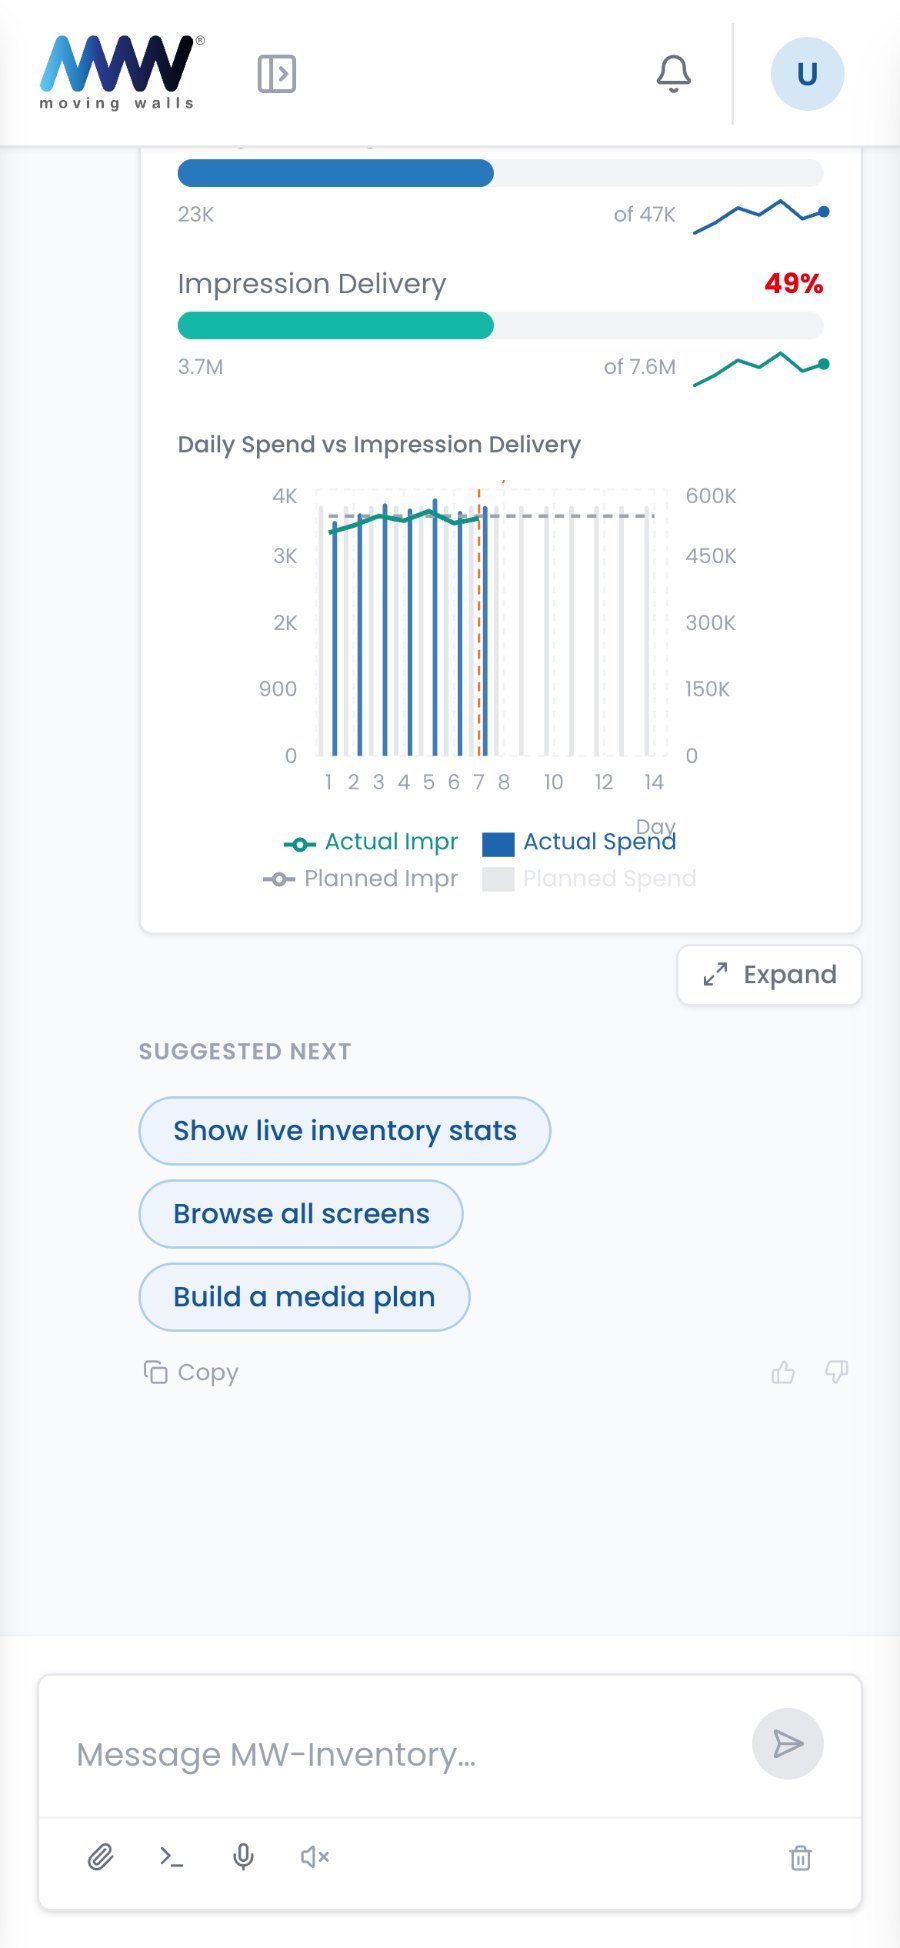 moving walls
®
U
23K
of 47K
Impression Delivery
49%
3.7M
of 7.6M
Daily Spend vs Impression Delivery
4K
600K
3K
450K
2K
300K
900
150K
0
0
1 2 3 4 5 6 7 8 10 12 14
Day
Actual Impr
Actual Spend
Planned Impr
Planned Spend
Expand
SUGGESTED NEXT
Show live inventory stats
Browse all screens
Build a media plan
Copy
Message MW-Inventory...